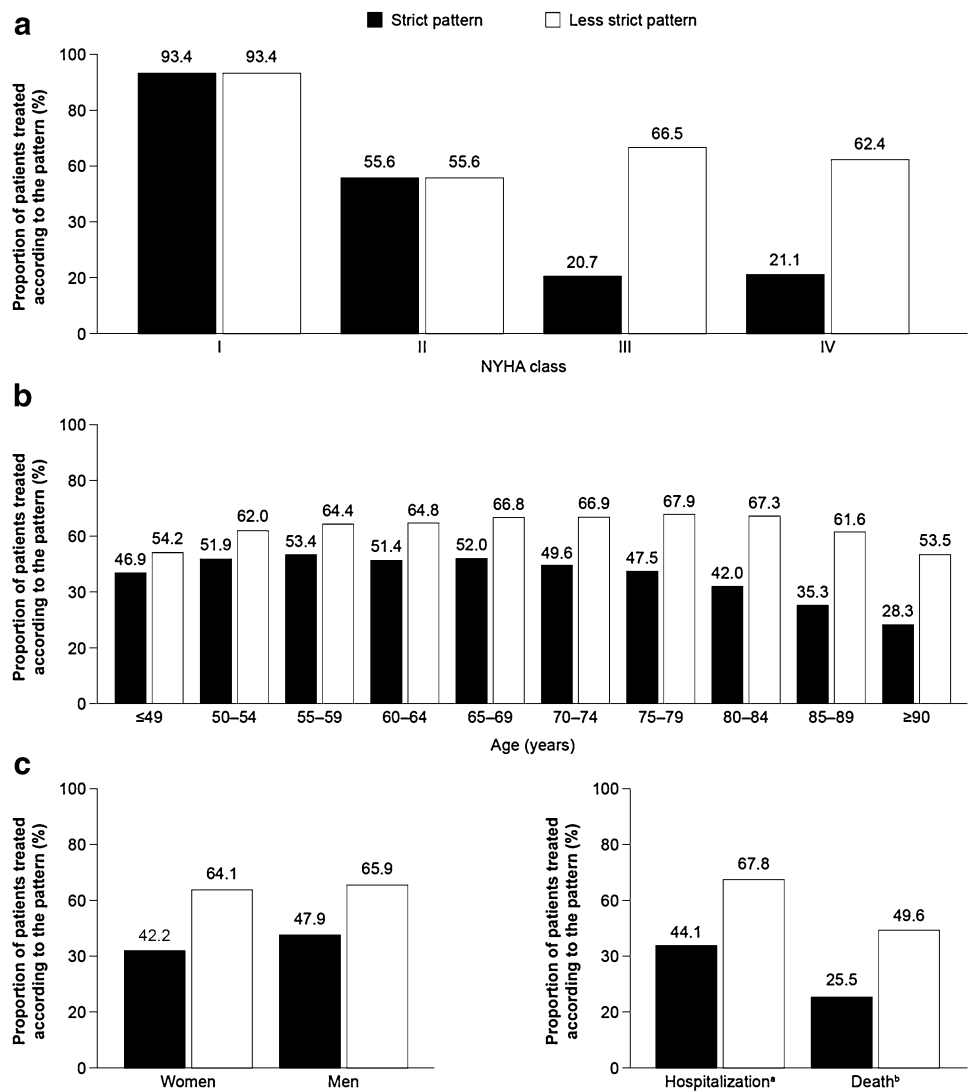 a
Strict pattern
Less strict pattern
Proportion of patients treated
according to the pattern (%)
100
80
60
30
20
0
93.4 93.4
55.6 55.6
20.7 66.5
21.1 62.4
I II III IV
NYHA class
b
Proportion of patients treated
according to the pattern (%)
100
80
60
30
20
0
46.9 54.2
51.9 62.0
53.4 64.4
51.4 64.8
52.0 66.8
49.6 66.9
47.5 67.9
42.0 67.3
35.3 61.6
28.3 53.5
≤49 50–54 55–59 60–64 65–69 70–74 75–79 80–84 85–89 ≥90
Age (years)
c
Proportion of patients treated
according to the pattern (%)
100
80
60
30
20
0
42.2 64.1
47.9 65.9
Women Men
Proportion of patients treated
according to the pattern (%)
100
80
60
30
20
0
44.1 67.8
25.5 49.6
Hospitalizationᵃ Deathᵇ